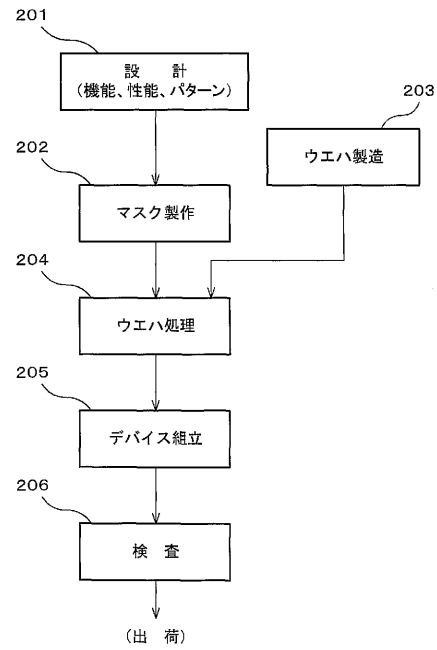 201
設 計
(機能、性能、パターン)
203
ウエハ製造
202
マスク製作
204
ウエハ処理
205
デバイス組立
206
検 査
(出 荷)